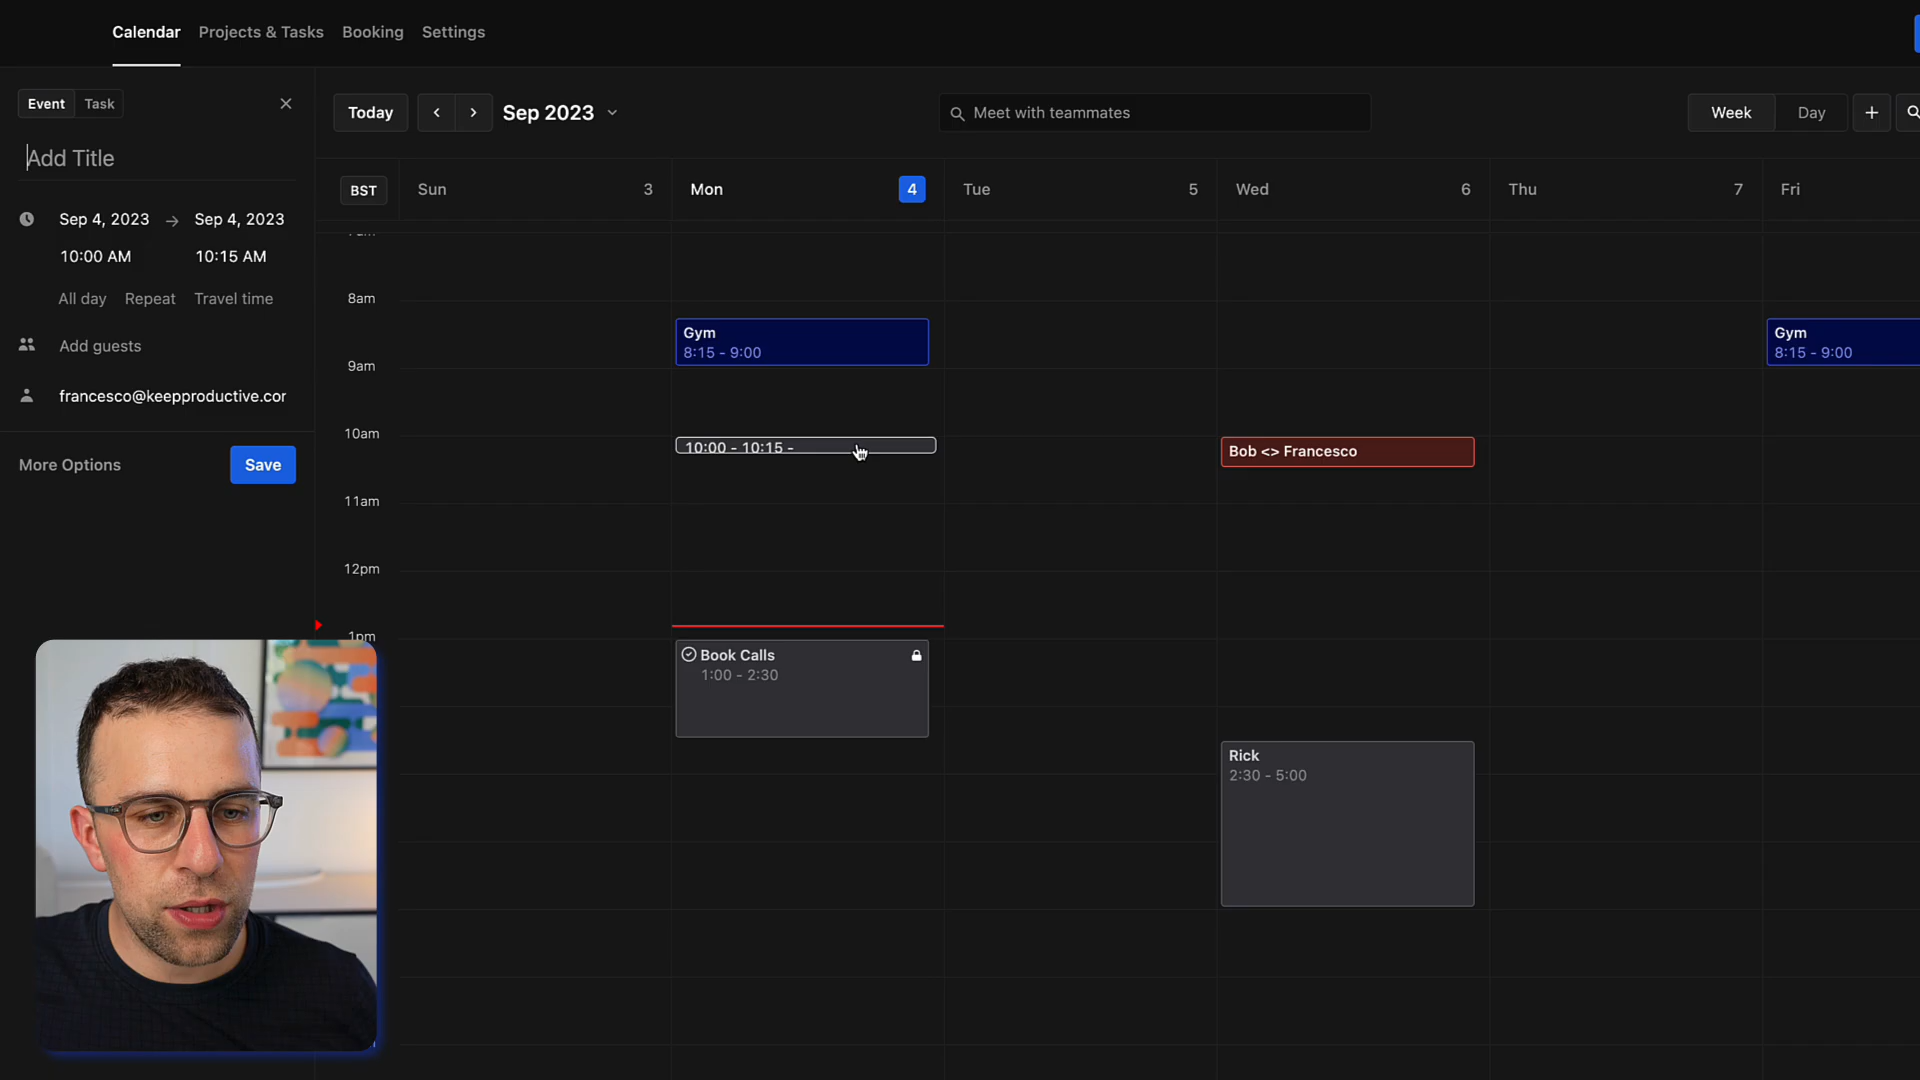 Calendar Projects & Tasks Booking Settings
Event Task
Add Title
Sep 4, 2023 → Sep 4, 2023
10:00 AM 10:15 AM
All day Repeat Travel time
Add guests
francesco@keepproductive.cor
More Options Save
Today Sep 2023 Meet with teammates Week Day
BST Sun 3 Mon 4 Tue 5 Wed 6 Thu 7 Fri
8am
Gym
8:15 - 9:00
Gym
8:15 - 9:00
9am
10am
10:00 - 10:15 -
Bob <> Francesco
11am
12pm
1pm
Book Calls
1:00 - 2:30
Rick
2:30 - 5:00